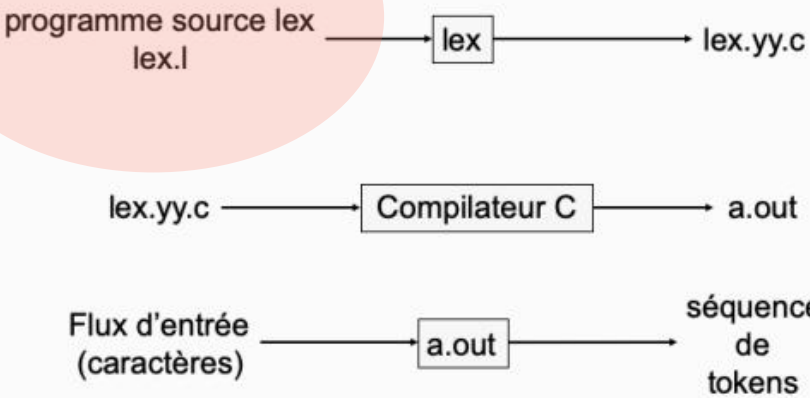 programme source lex
lex.l
lex
lex.yy.c
lex.yy.c
Compilateur C
a.out
Flux d'entrée
(caractères)
a.out
séquence
de
tokens